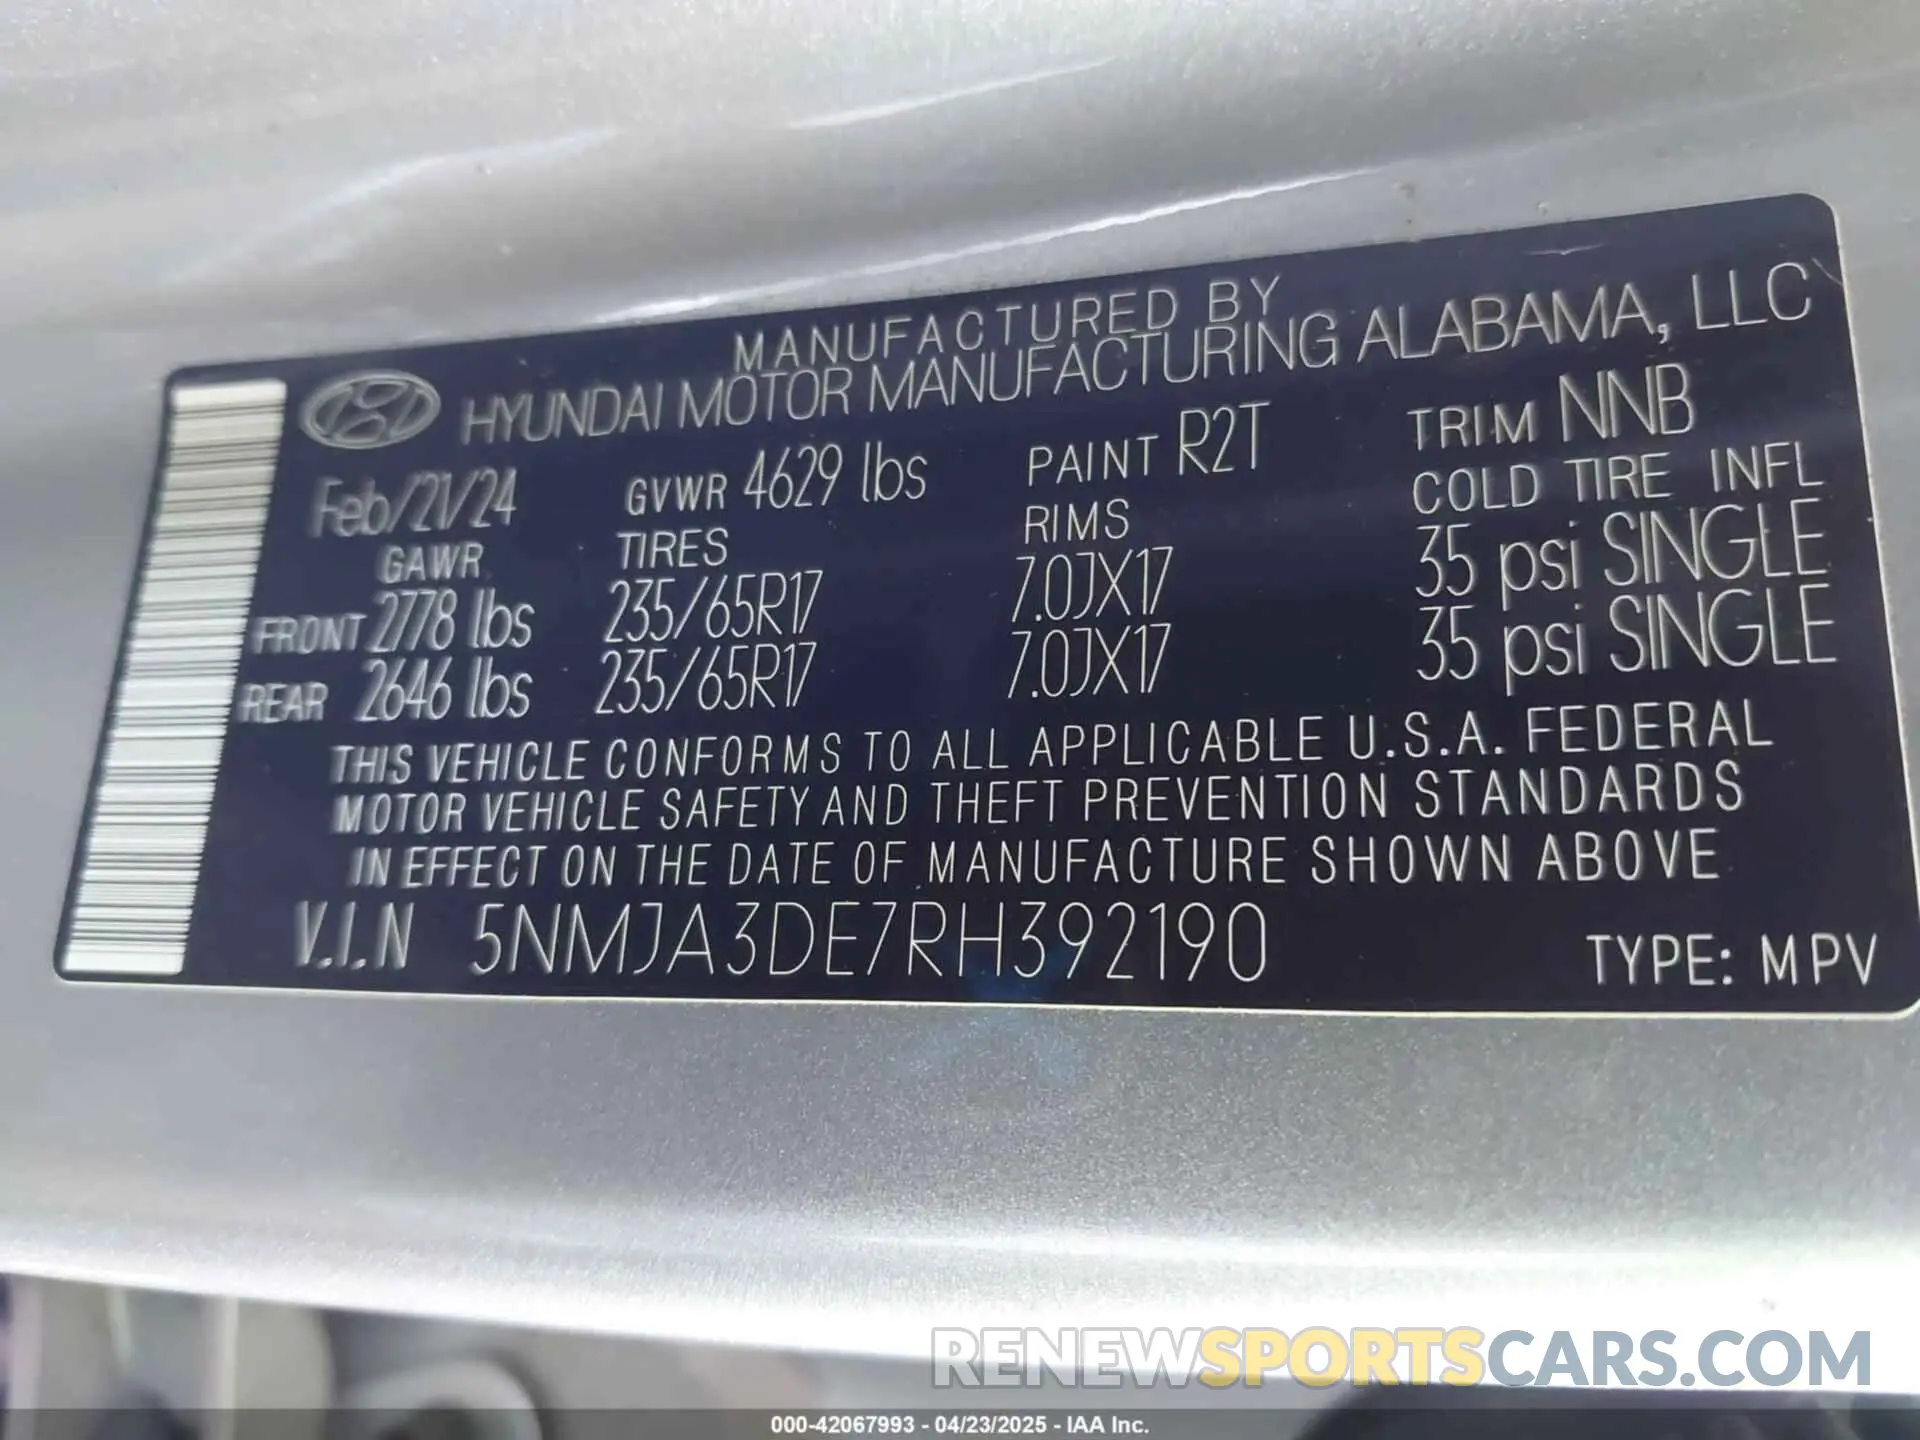 MANUFACTURED BY
HYUNDAI MOTOR MANUFACTURING ALABAMA, LLC
Feb/21/24 GVWR 4629 lbs PAINT R2T TRIM NNB
GAWR TIRES RIMS COLD TIRE INFL
FRONT 2778 lbs 235/65R17 7.0JX17 35 psi SINGLE
REAR 2646 lbs 235/65R17 7.0JX17 35 psi SINGLE
THIS VEHICLE CONFORMS TO ALL APPLICABLE U.S.A. FEDERAL
MOTOR VEHICLE SAFETY AND THEFT PREVENTION STANDARDS
IN EFFECT ON THE DATE OF MANUFACTURE SHOWN ABOVE
V.I.N 5NMJA3DE7RH392190 TYPE: MPV
RENEWSPORTSCARS.COM
000-42067993 - 04/23/2025 - IAA Inc.